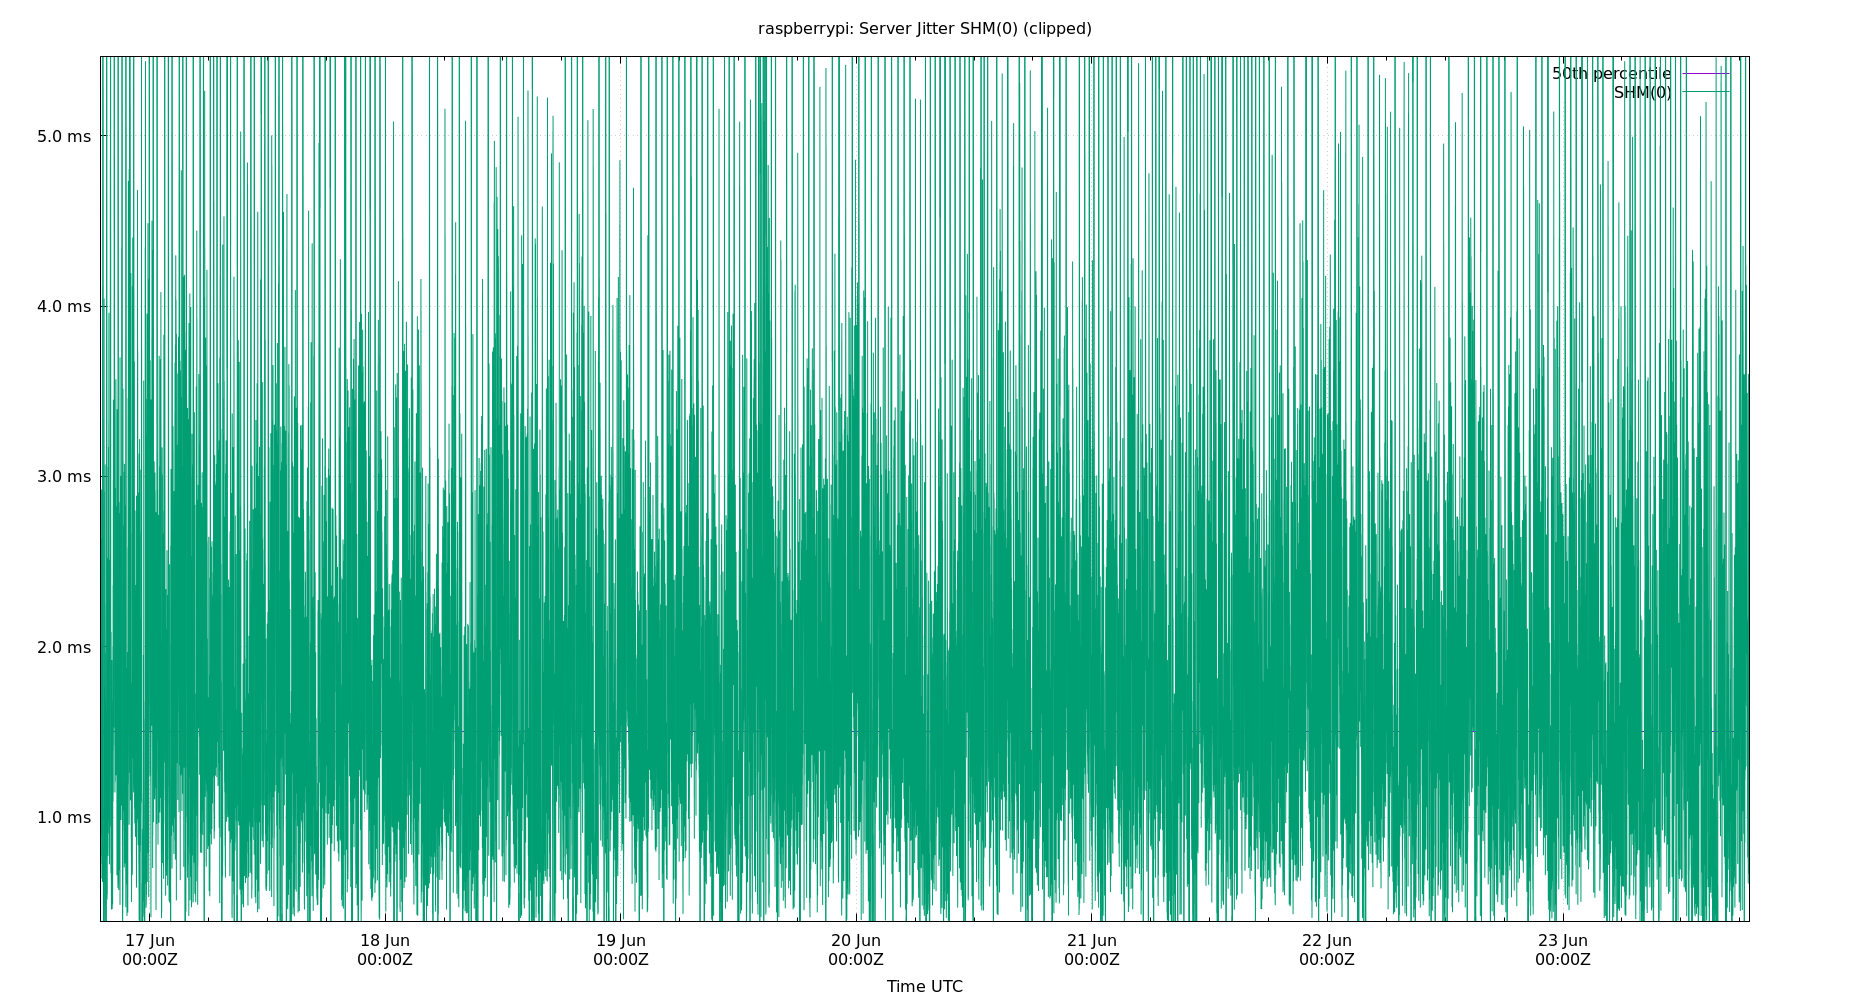 raspberrypi: Server Jitter SHM(0) (clipped)
50th percentile
SHM(0)
5.0 ms
4.0 ms
3.0 ms
2.0 ms
1.0 ms
17 Jun 18 Jun 19 Jun 20 Jun 21 Jun 22 Jun 23 Jun
00:00Z 00:00Z 00:00Z 00:00Z 00:00Z 00:00Z 00:00Z
Time UTC